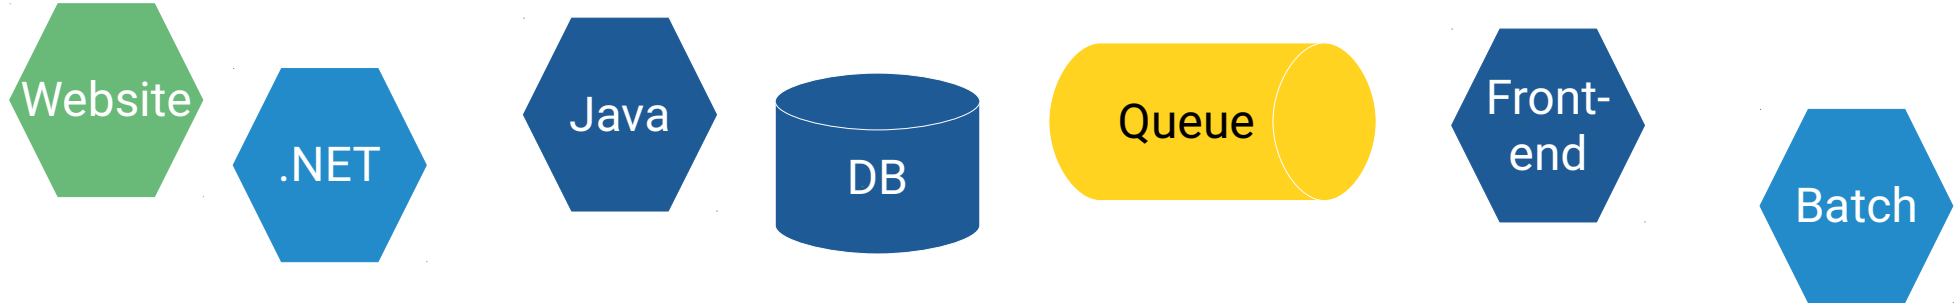 Website
.NET
Java
DB
Queue
Front-
end
Batch